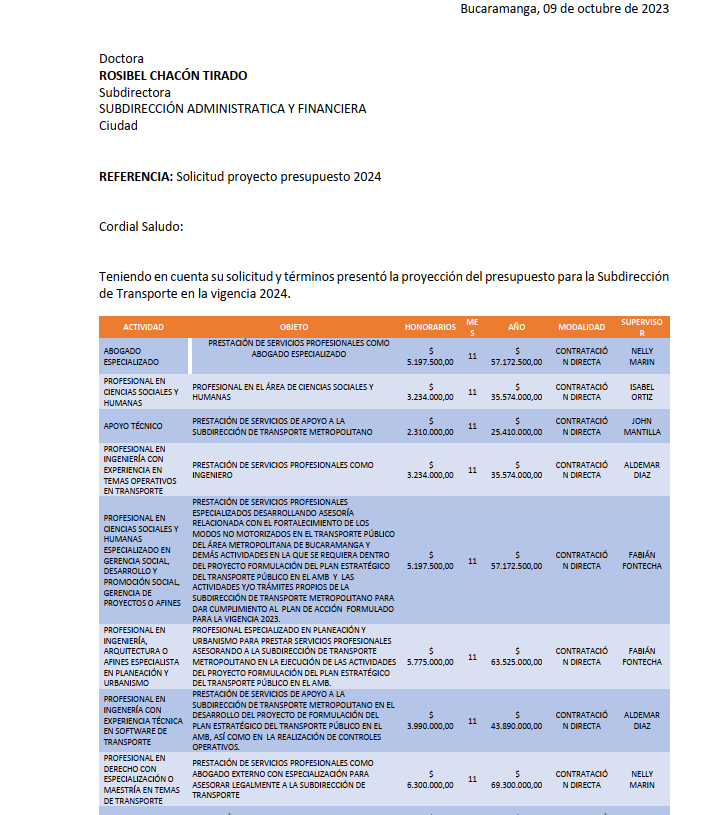 Bucaramanga, 09 de octubre de 2023
Doctora
ROSIBEL CHACÓN TIRADO
Subdirectora
SUBDIRECCIÓN ADMINISTRATICA Y FINANCIERA
Ciudad
REFERENCIA: Solicitud proyecto presupuesto 2024
Cordial Saludo:
Teniendo en cuenta su solicitud y términos presentó la proyección del presupuesto para la Subdirección
de Transporte en la vigencia 2024.
ACTIVIDAD OBJETO HONORARIOS ME
S AÑO MODALIDAD SUPERVISO
R
ABOGADO
ESPECIALIZADO
PRESTACIÓN DE SERVICIOS PROFESIONALES COMO
ABOGADO ESPECIALIZADO
$
5.197.500,00
11
$
57.172.500,00
CONTRATACIÓ
N DIRECTA
NELLY
MARIN
PROFESIONAL EN
CIENCIAS SOCIALES Y
HUMANAS
PROFESIONAL EN EL ÁREA DE CIENCIAS SOCIALES Y
HUMANAS
$
3.234.000,00
11
$
35.574.000,00
CONTRATACIÓ
N DIRECTA
ISABEL
ORTIZ
APOYO TÉCNICO
PRESTACIÓN DE SERVICIOS DE APOYO A LA
SUBDIRECCIÓN DE TRANSPORTE METROPOLITANO
$
2.310.000,00
11
$
25.410.000,00
CONTRATACIÓ
N DIRECTA
JOHN
MANTILLA
PROFESIONAL EN
INGENIERÍA CON
EXPERIENCIA EN
TEMAS OPERATIVOS
EN TRANSPORTE
PRESTACIÓN DE SERVICIOS PROFESIONALES COMO
INGENIERO
$
3.234.000,00
11
$
35.574.000,00
CONTRATACIÓ
N DIRECTA
ALDEMAR
DIAZ
PROFESIONAL EN
CIENCIAS SOCIALES Y
HUMANAS
ESPECIALIZADO EN
GERENCIA SOCIAL,
DESARROLLO Y
PROMOCIÓN SOCIAL,
GERENCIA DE
PROYECTOS O AFINES
PRESTACIÓN DE SERVICIOS PROFESIONALES
ESPECIALIZADOS DESARROLLANDO ASESORÍA
RELACIONADA CON EL FORTALECIMIENTO DE LOS
MODOS NO MOTORIZADOS EN EL TRANSPORTE PÚBLICO
DEL ÁREA METROPOLITANA DE BUCARAMANGA Y
DEMÁS ACTIVIDADES EN LA QUE SE REQUIERA DENTRO
DEL PROYECTO FORMULACIÓN DEL PLAN ESTRATÉGICO
DEL TRANSPORTE PÚBLICO EN EL AMB Y LAS
ACTIVIDADES Y/O TRÁMITES PROPIOS DE LA
SUBDIRECCIÓN DE TRANSPORTE METROPOLITANO PARA
DAR CUMPLIMIENTO AL PLAN DE ACCIÓN FORMULADO
PARA LA VIGENCIA 2023.
$
5.197.500,00
11
$
57.172.500,00
CONTRATACIÓ
N DIRECTA
FABIÁN
FONTECHA
PROFESIONAL EN
INGENIERÍA,
ARQUITECTURA O
AFINES ESPECIALISTA
EN PLANEACIÓN Y
URBANISMO
PROFESIONAL ESPECIALIZADO EN PLANEACIÓN Y
URBANISMO PARA PRESTAR SERVICIOS PROFESIONALES
ASESORANDO A LA SUBDIRECCIÓN DE TRANSPORTE
METROPOLITANO EN LA EJECUCIÓN DE LAS ACTIVIDADES
DEL PROYECTO FORMULACIÓN DEL PLAN ESTRATÉGICO
DEL TRANSPORTE PÚBLICO EN EL AMB.
$
5.775.000,00
11
$
63.525.000,00
CONTRATACIÓ
N DIRECTA
FABIÁN
FONTECHA
PROFESIONAL EN
INGENERÍA CON
EXPERIENCIA TÉCNICA
EN SOFTWARE DE
TRANSPORTE
PRESTACIÓN DE SERVICIOS DE APOYO A LA
SUBDIRECCIÓN DE TRANSPORTE METROPOLITANO EN EL
DESARROLLO DEL PROYECTO DE FORMULACIÓN DEL
PLAN ESTRATÉGICO DEL TRANSPORTE PÚBLICO EN EL
AMB, ASÍ COMO EN LA REALIZACIÓN DE CONTROLES
OPERATIVOS.
$
3.990.000,00
11
$
43.890.000,00
CONTRATACIÓ
N DIRECTA
ALDEMAR
DIAZ
PROFESIONAL EN
DERECHO CON
ESPECIALIZACIÓN O
MAESTRÍA EN TEMAS
DE TRANSPORTE
PRESTACIÓN DE SERVICIOS PROFESIONALES COMO
ABOGADO EXTERNO CON ESPECIALIZACIÓN PARA
ASESORAR LEGALMENTE A LA SUBDIRECCIÓN DE
TRANSPORTE
$
6.300.000,00
11
$
69.300.000,00
CONTRATACIÓ
N DIRECTA
NELLY
MARIN